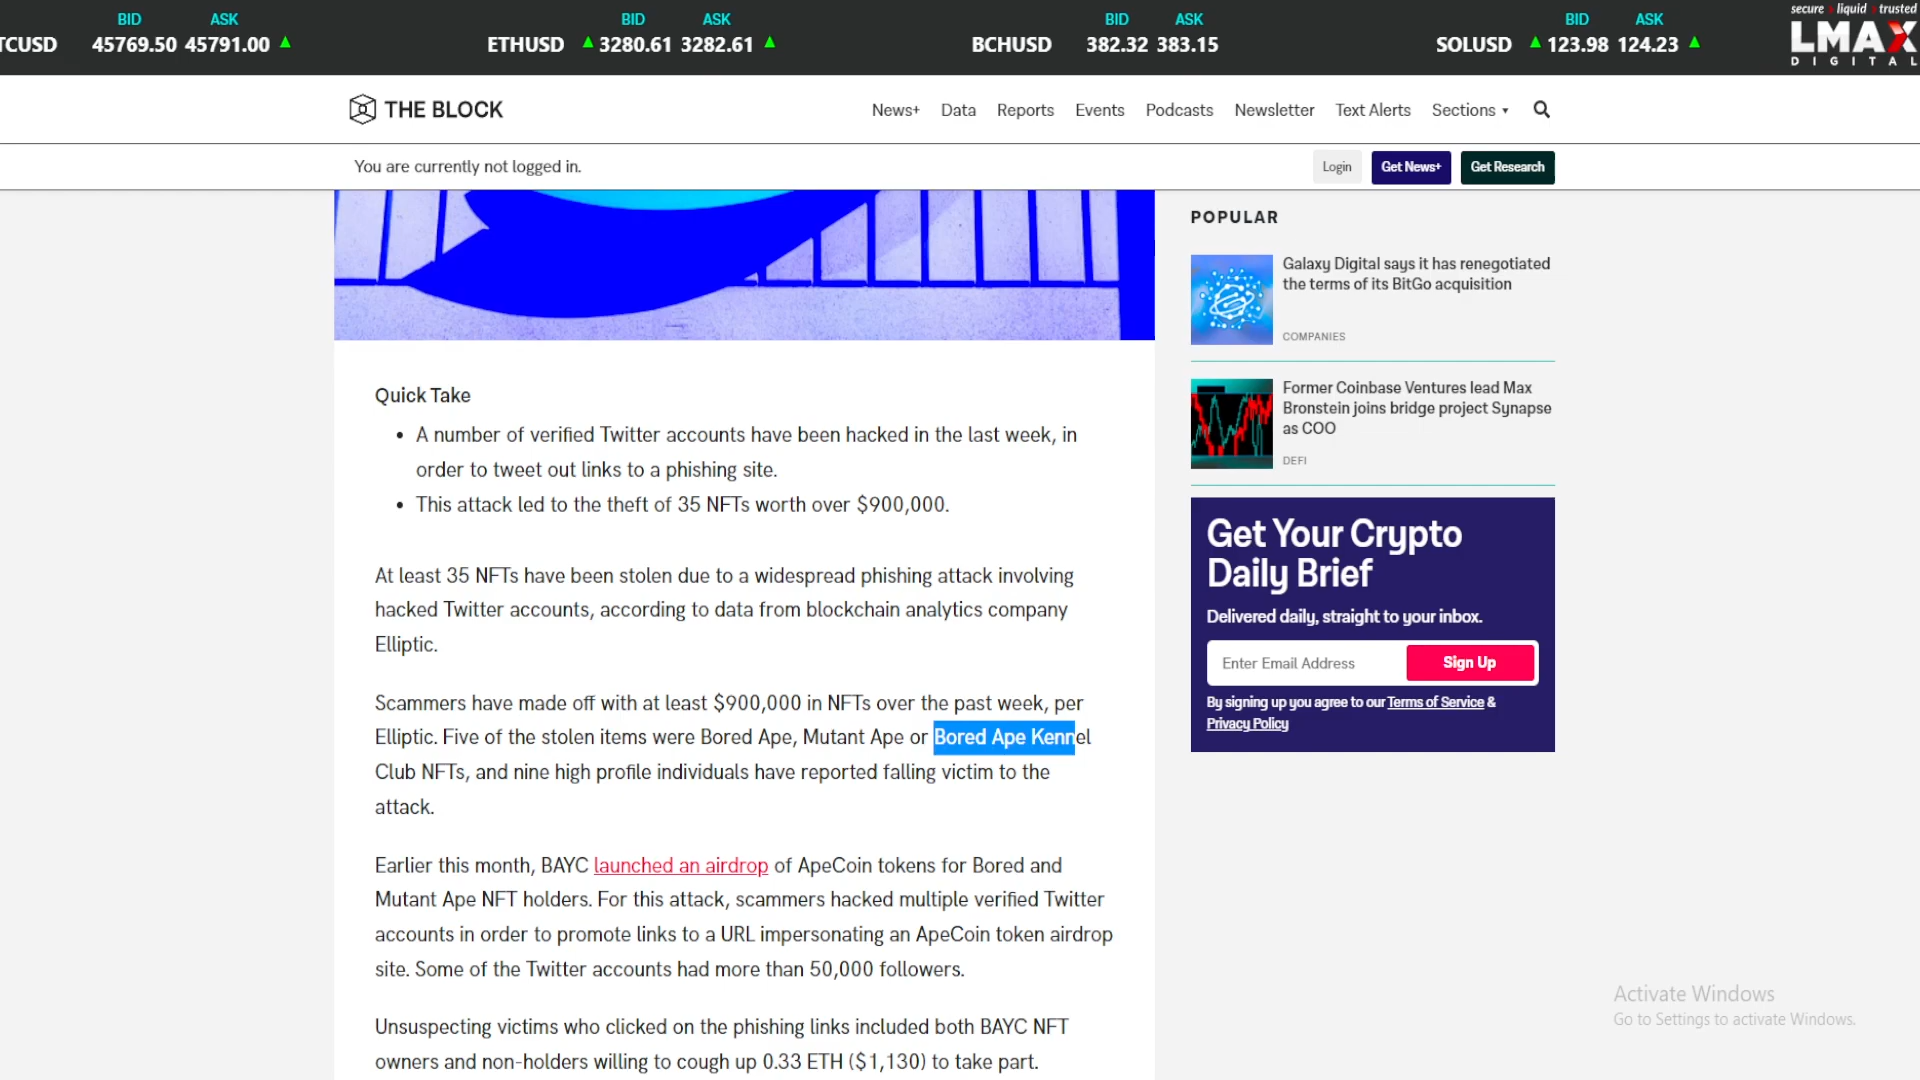 BID ASK BID ASK BID ASK BID ASK
TCUSD 45769.50 45791.00 ETHUSD 3280.61 3282.61 BCHUSD 382.32 383.15 SOLUSD 123.98 124.23
secure liquid trusted
LMAX
DIGITAL
THE BLOCK
News+ Data Reports Events Podcasts Newsletter Text Alerts Sections
You are currently not logged in.
Login Get News+ Get Research
Quick Take
• A number of verified Twitter accounts have been hacked in the last week, in
order to tweet out links to a phishing site.
• This attack led to the theft of 35 NFTs worth over $900,000.
At least 35 NFTs have been stolen due to a widespread phishing attack involving
hacked Twitter accounts, according to data from blockchain analytics company
Elliptic.
Scammers have made off with at least $900,000 in NFTs over the past week, per
Elliptic. Five of the stolen items were Bored Ape, Mutant Ape or Bored Ape Kennel
Club NFTs, and nine high profile individuals have reported falling victim to the
attack.
Earlier this month, BAYC launched an airdrop of ApeCoin tokens for Bored and
Mutant Ape NFT holders. For this attack, scammers hacked multiple verified Twitter
accounts in order to promote links to a URL impersonating an ApeCoin token airdrop
site. Some of the Twitter accounts had more than 50,000 followers.
Unsuspecting victims who clicked on the phishing links included both BAYC NFT
owners and non-holders willing to cough up 0.33 ETH ($1,130) to take part.
POPULAR
Galaxy Digital says it has renegotiated
the terms of its BitGo acquisition
COMPANIES
Former Coinbase Ventures lead Max
Bronstein joins bridge project Synapse
as COO
DEFI
Get Your Crypto
Daily Brief
Delivered daily, straight to your inbox.
Enter Email Address Sign Up
By signing up you agree to our Terms of Service &
Privacy Policy
Activate Windows
Go to Settings to activate Windows.